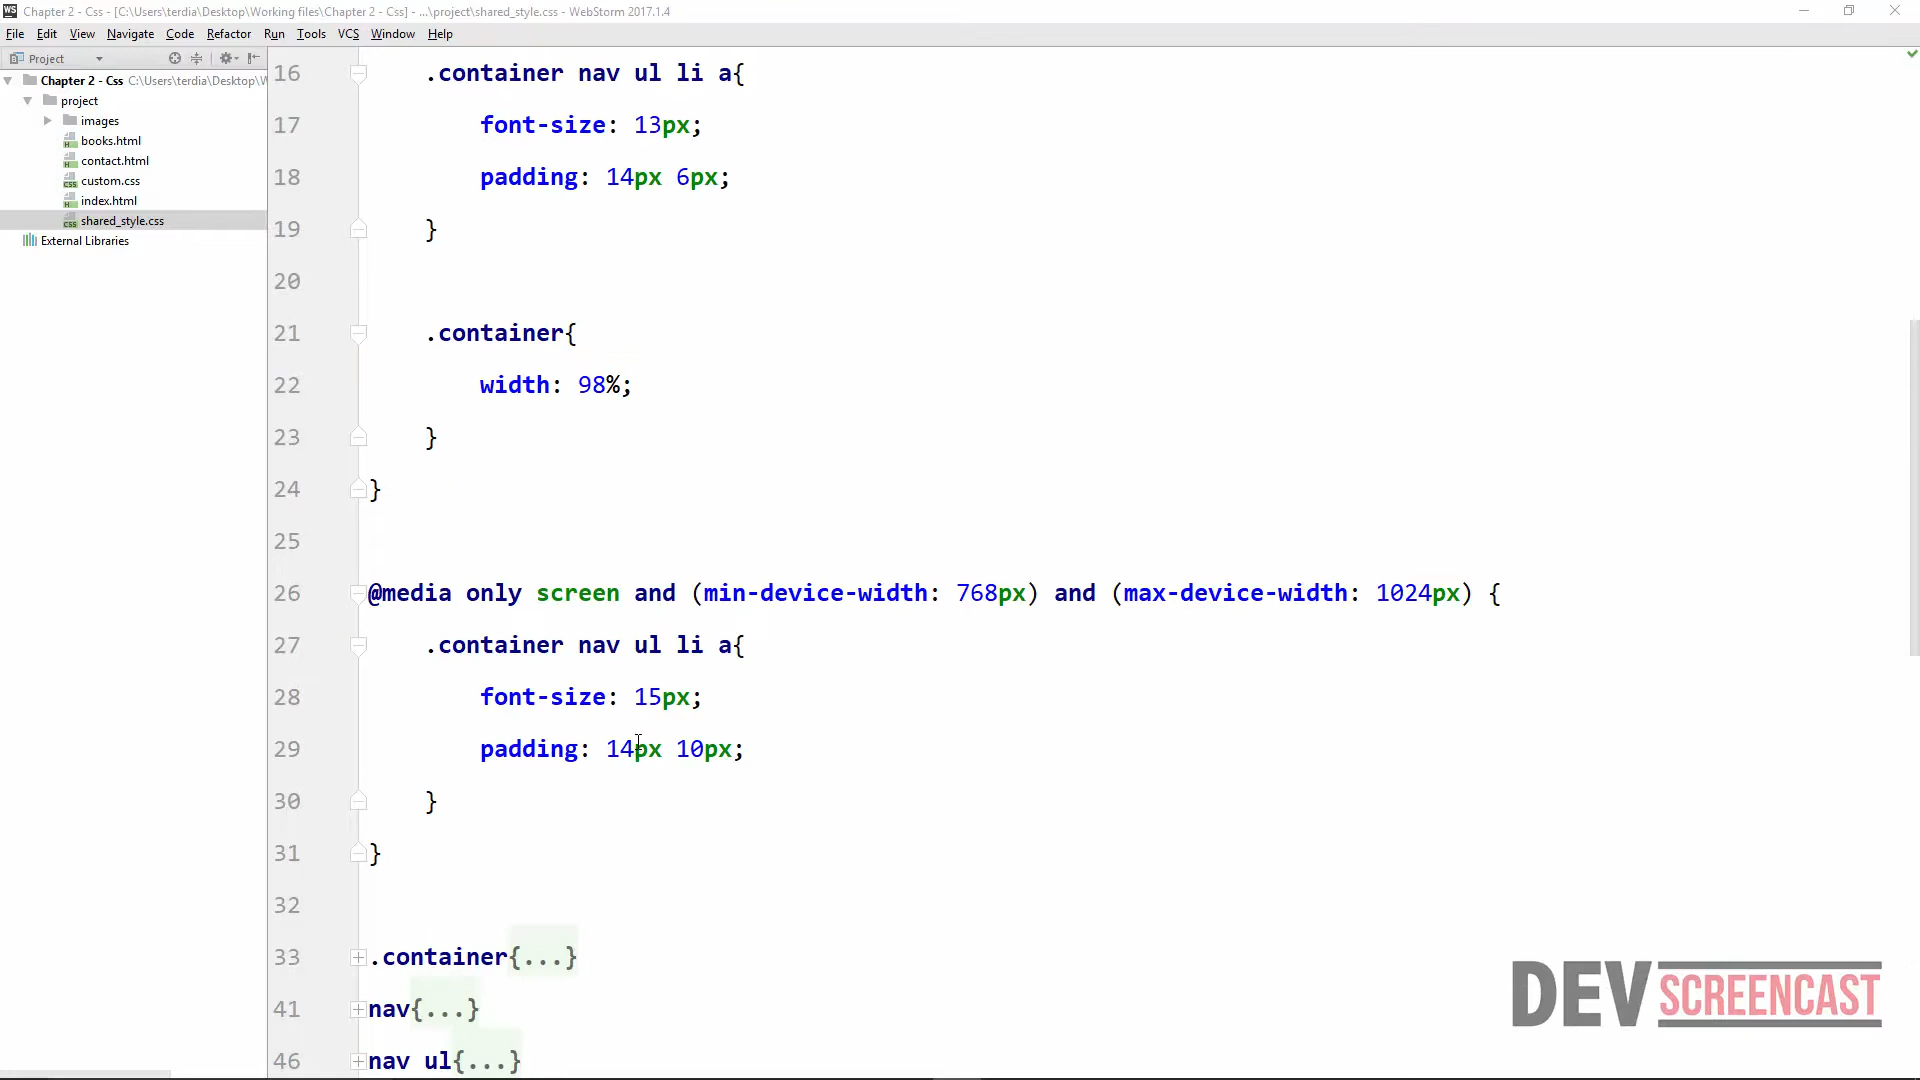 WS Chapter 2 - Css - [C:\Users\terdia\Desktop\Working files\Chapter 2 - Css] - ...\project\shared_style.css - WebStorm 2017.1.4
File Edit View Navigate Code Refactor Run Tools VCS Window Help
Project
Chapter 2 - Css C:\Users\terdia\Desktop\W
project
images
books.html
contact.html
custom.css
index.html
shared_style.css
External Libraries
16 .container nav ul li a{
17 font-size: 13px;
18 padding: 14px 6px;
19 }
20
21 .container{
22 width: 98%;
23 }
24 }
25
26 @media only screen and (min-device-width: 768px) and (max-device-width: 1024px) {
27 .container nav ul li a{
28 font-size: 15px;
29 padding: 14px 10px;
30 }
31 }
32
33 .container{...}
41 nav{...}
46 nav ul{...}
DEV SCREENCAST